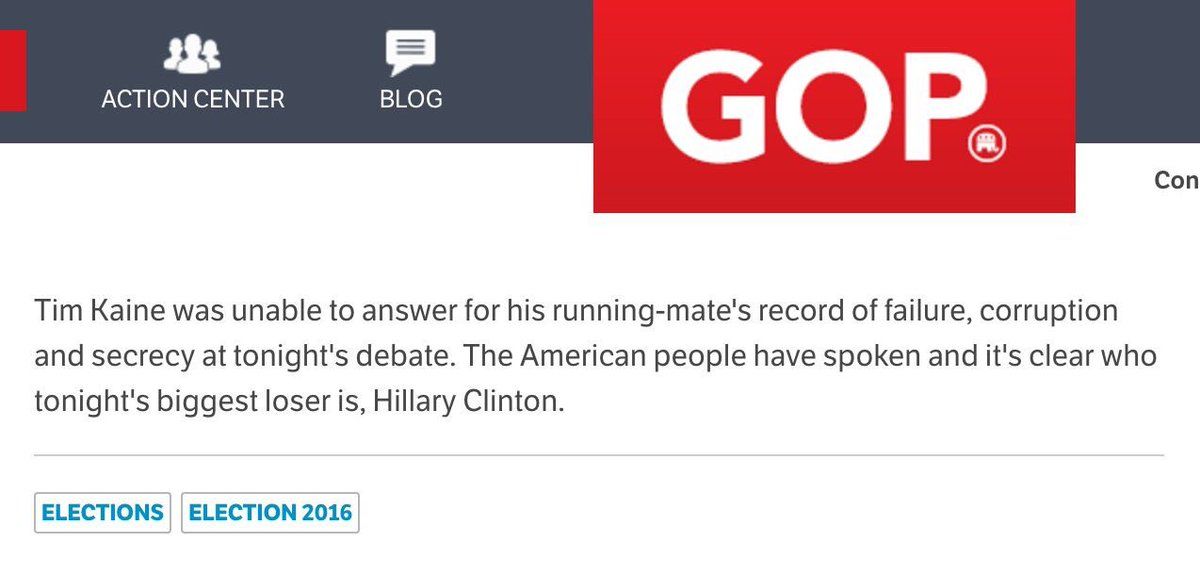 ACTION CENTER
BLOG
GOP
Con
Tim Kaine was unable to answer for his running-mate's record of failure, corruption
and secrecy at tonight's debate. The American people have spoken and it's clear who
tonight's biggest loser is, Hillary Clinton.
ELECTIONS
ELECTION 2016